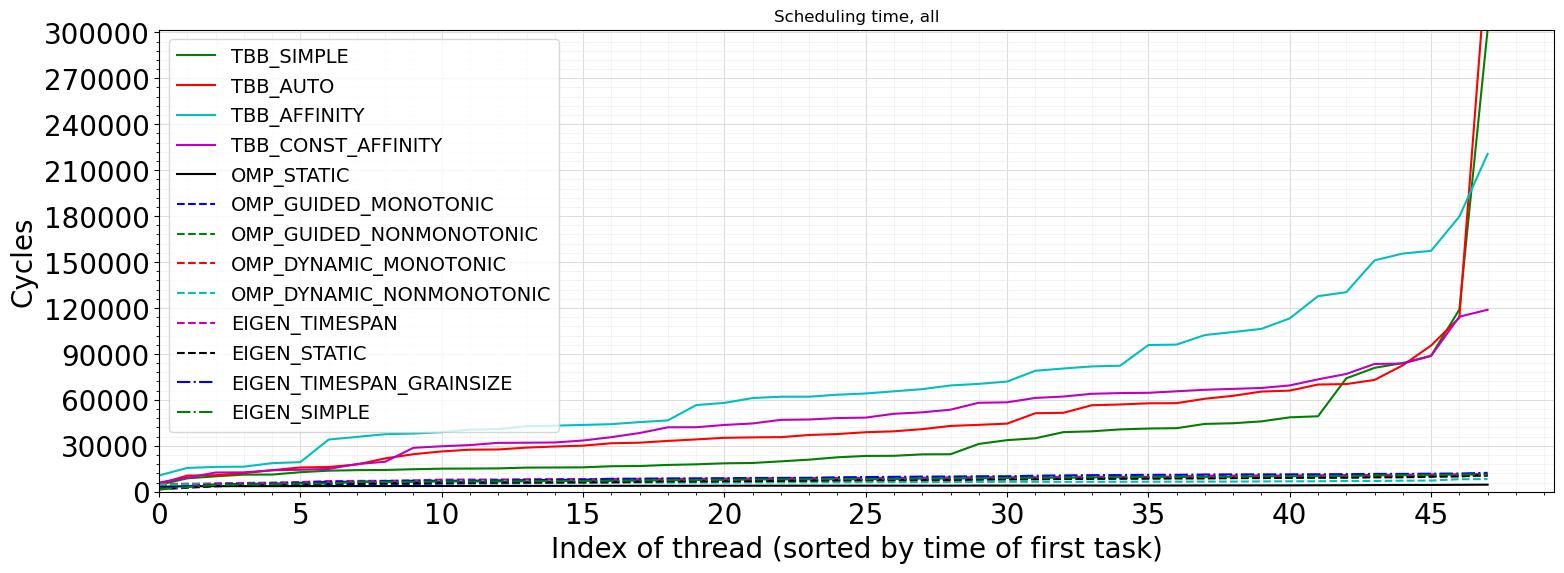 Scheduling time, all
300000
270000
240000
210000
180000
150000
120000
90000
60000
30000
0
Cycles
TBB_SIMPLE
TBB_AUTO
TBB_AFFINITY
TBB_CONST_AFFINITY
OMP_STATIC
OMP_GUIDED_MONOTONIC
OMP_GUIDED_NONMONOTONIC
OMP_DYNAMIC_MONOTONIC
OMP_DYNAMIC_NONMONOTONIC
EIGEN_TIMESPAN
EIGEN_STATIC
EIGEN_TIMESPAN_GRAINSIZE
EIGEN_SIMPLE
0 5 10 15 20 25 30 35 40 45
Index of thread (sorted by time of first task)